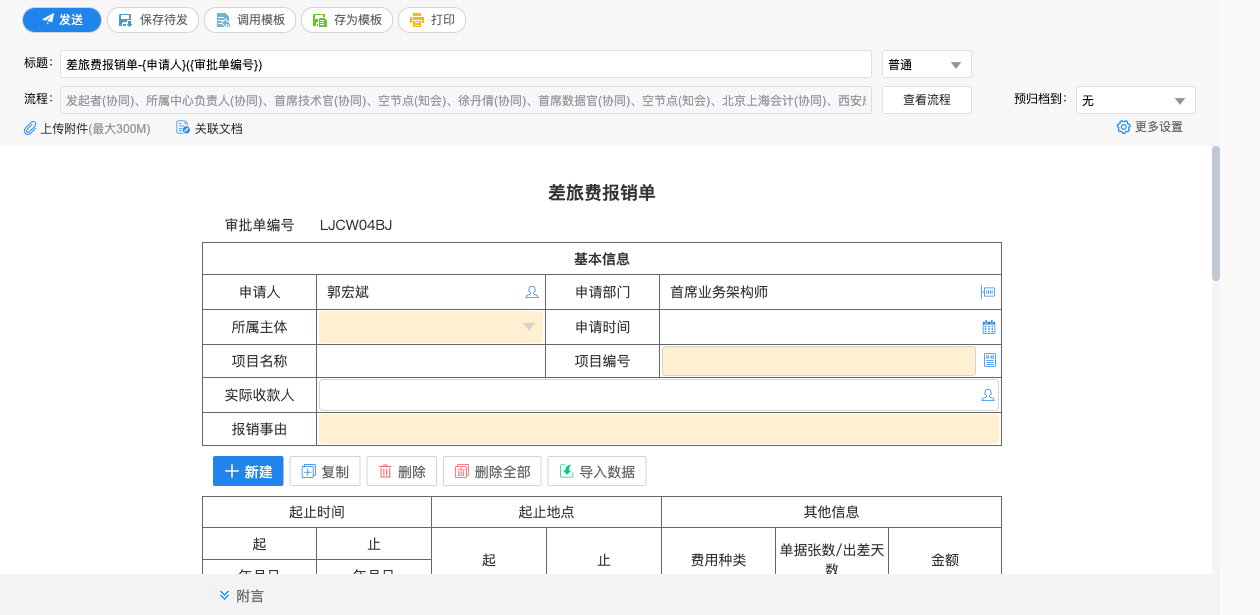 发送 保存待发 调用模板 存为模板 打印
标题: 差旅费报销单-{申请人}({审批单编号}) 普通
流程: 发起者(协同)、所属中心负责人(协同)、首席技术官(协同)、空节点(知会)、徐丹倩(协同)、首席数据官(协同)、空节点(知会)、北京上海会计(协同)、西安 查看流程 预归档到: 无
上传附件(最大300M) 关联文档 更多设置
差旅费报销单
审批单编号 LJCW04BJ
基本信息
申请人 郭宏斌 申请部门 首席业务架构师
所属主体 申请时间
项目名称 项目编号
实际收款人
报销事由
新建 复制 删除 删除全部 导入数据
起止时间 起止地点 其他信息
起 止 起 止 费用种类 单据张数/出差天数 金额
年月日 年月日
附言